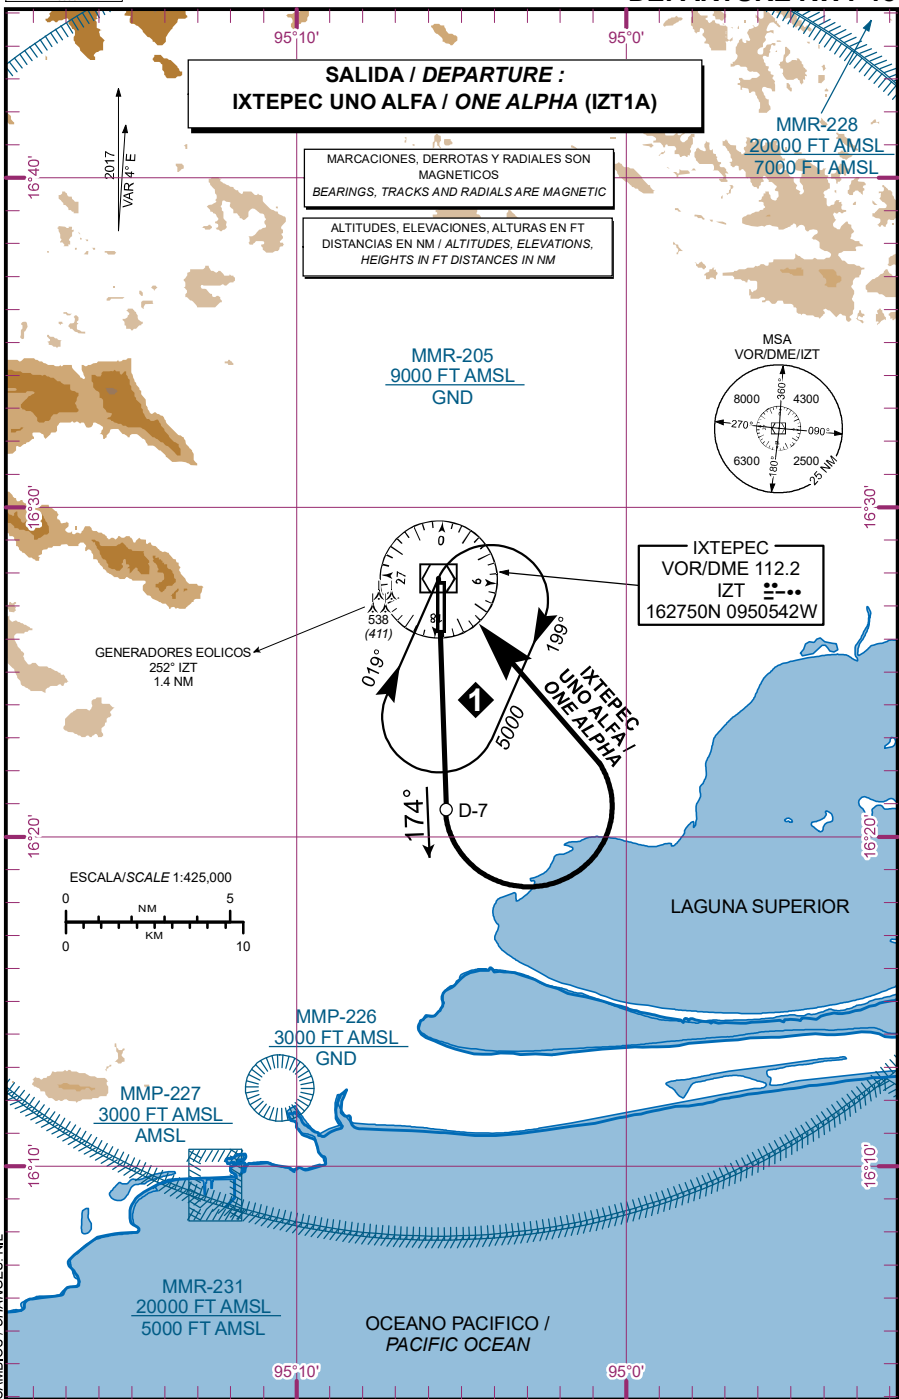 95°10'
95°0'
SALIDA / DEPARTURE :
IXTEPEC UNO ALFA / ONE ALPHA (IZT1A)
MMR-228
20000 FT AMSL
7000 FT AMSL
2017
VAR 4° E
MARCACIONES, DERROTAS Y RADIALES SON
MAGNETICOS
BEARINGS, TRACKS AND RADIALS ARE MAGNETIC
16°40'
16°40'
ALTITUDES, ELEVACIONES, ALTURAS EN FT
DISTANCIAS EN NM / ALTITUDES, ELEVATIONS,
HEIGHTS IN FT DISTANCES IN NM
MMR-205
9000 FT AMSL
GND
MSA
VOR/DME/IZT
360°
8000
4300
270°
090°
6300
2500
180°
25 NM
16°30'
16°30'
0
27
9
18
IXTEPEC
VOR/DME 112.2
IZT
162750N 0950542W
538
(411)
GENERADORES EOLICOS
252° IZT
1.4 NM
019°
199°
1
5000
IXTEPEC
UNO ALFA /
ONE ALPHA
174°
D-7
16°20'
16°20'
ESCALA/SCALE 1:425,000
0
5
NM
KM
0
10
LAGUNA SUPERIOR
MMP-226
3000 FT AMSL
GND
MMP-227
3000 FT AMSL
AMSL
16°10'
16°10'
MMR-231
20000 FT AMSL
5000 FT AMSL
OCEANO PACIFICO /
PACIFIC OCEAN
95°10'
95°0'